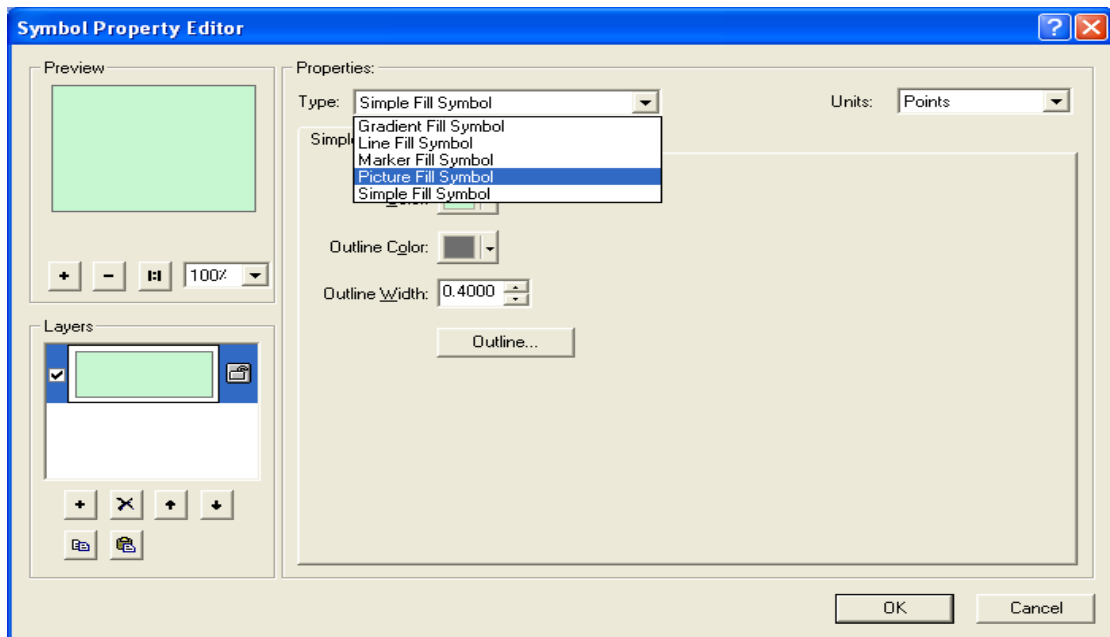 Symbol Property Editor
Preview
Properties:
Type: Simple Fill Symbol
Units: Points
Gradient Fill Symbol
Line Fill Symbol
Marker Fill Symbol
Picture Fill Symbol
Simple Fill Symbol
Outline Color:
100%
Outline Width: 0.4000
Layers
Outline...
OK
Cancel